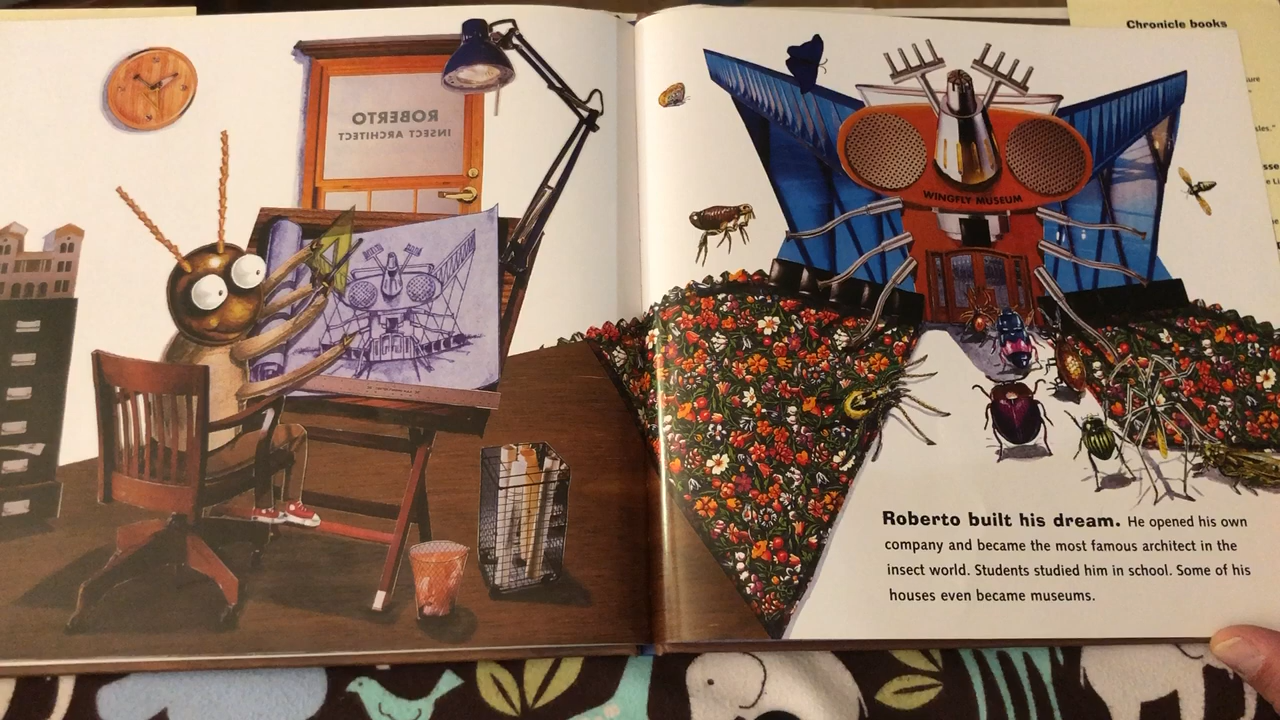 ROBERTO
INSECT ARCHITECT
WINGFLY MUSEUM
Roberto built his dream. He opened his own
company and became the most famous architect in the
insect world. Students studied him in school. Some of his
houses even became museums.
Chronicle books